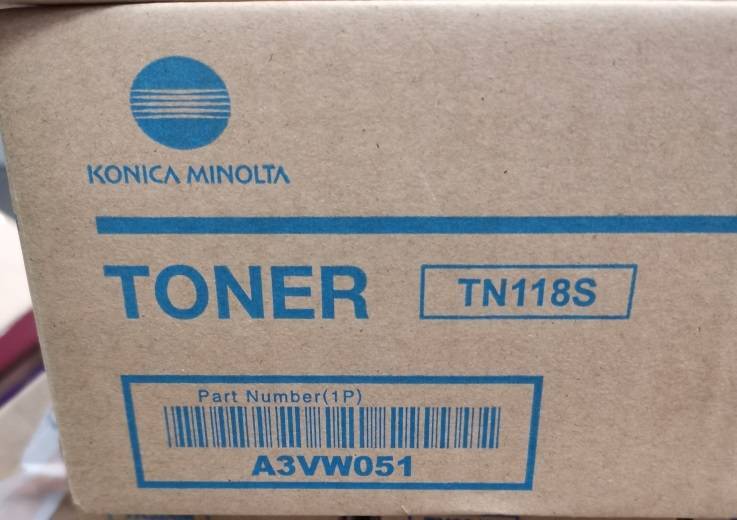 KONICA MINOLTA
TONER TN118S
Part Number(1P)
A3VW051